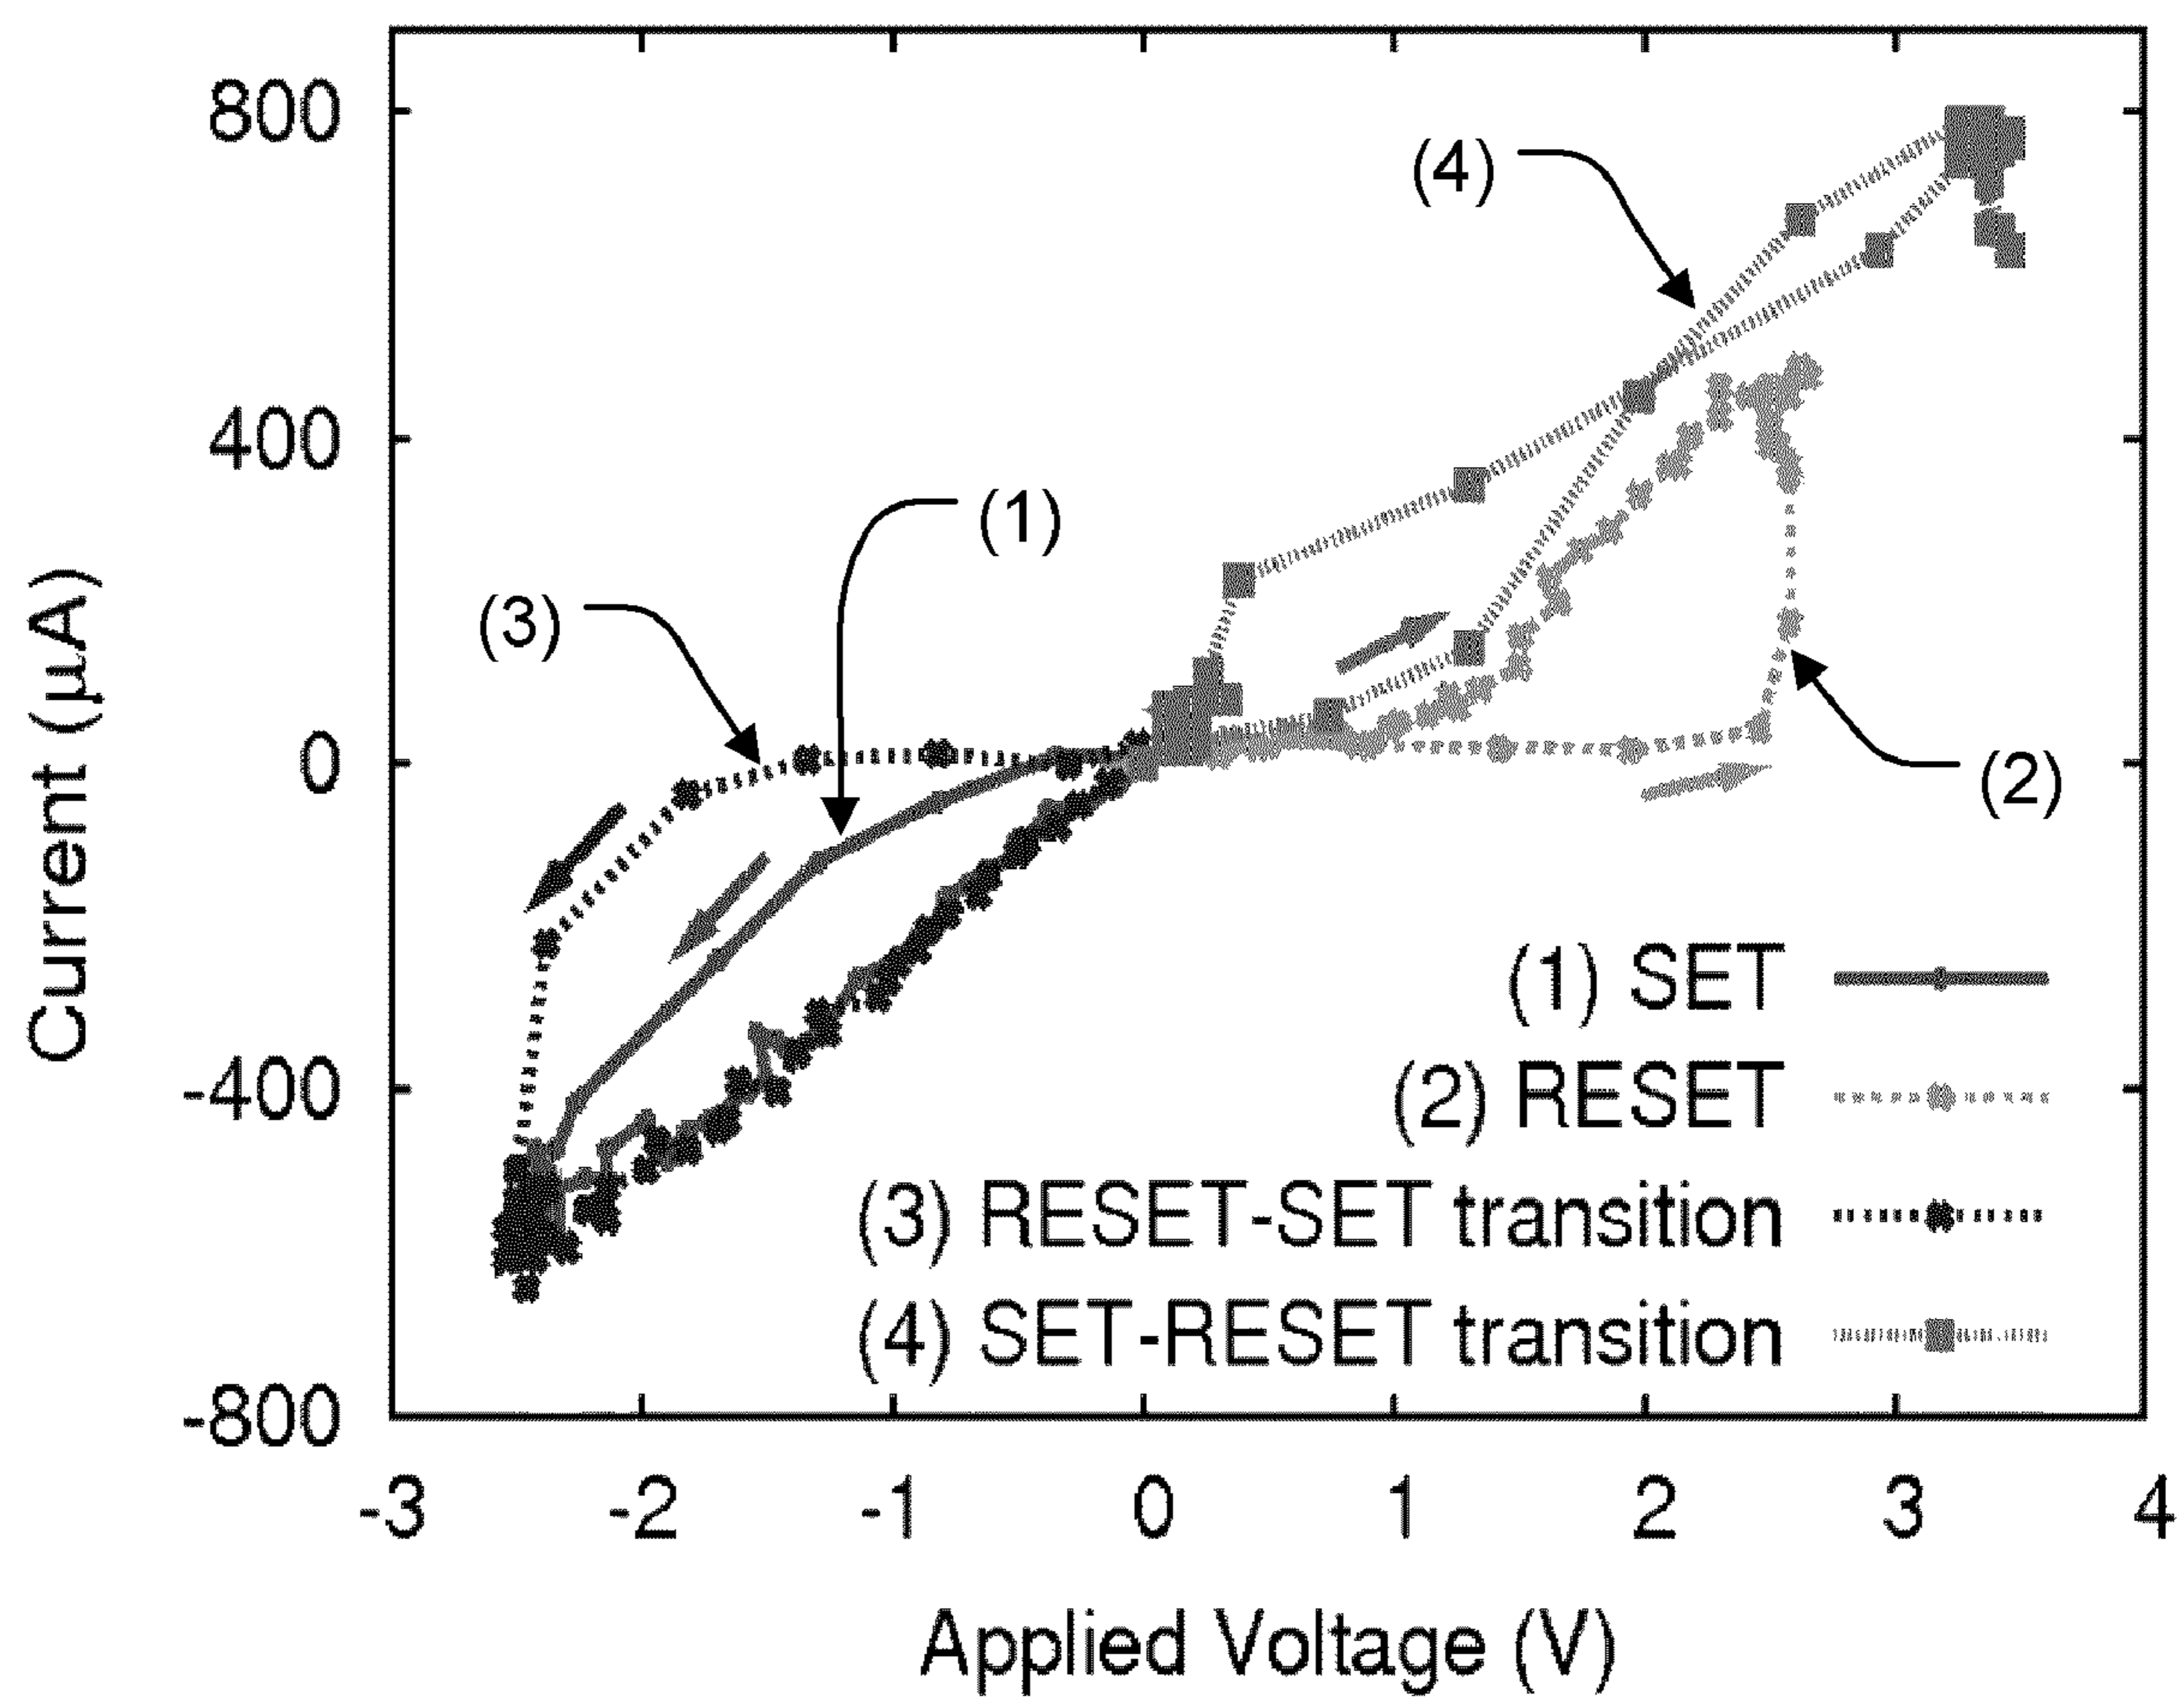 800
400
0
-400
-800
Current (μA)
(4)
(1)
(3)
(2)
(1) SET
(2) RESET
(3) RESET-SET transition
(4) SET-RESET transition
-3 -2 -1 0 1 2 3 4
Applied Voltage (V)